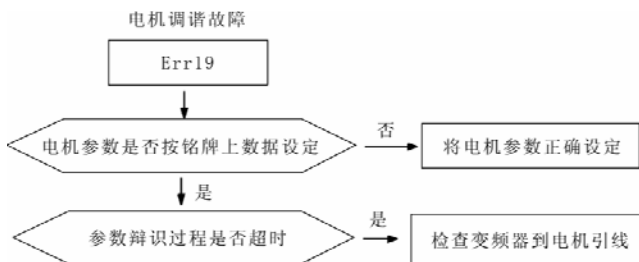 电机调谐故障
Err19
电机参数是否按铭牌上数据设定
否
将电机参数正确设定
是
参数辩识过程是否超时
是
检查变频器到电机引线